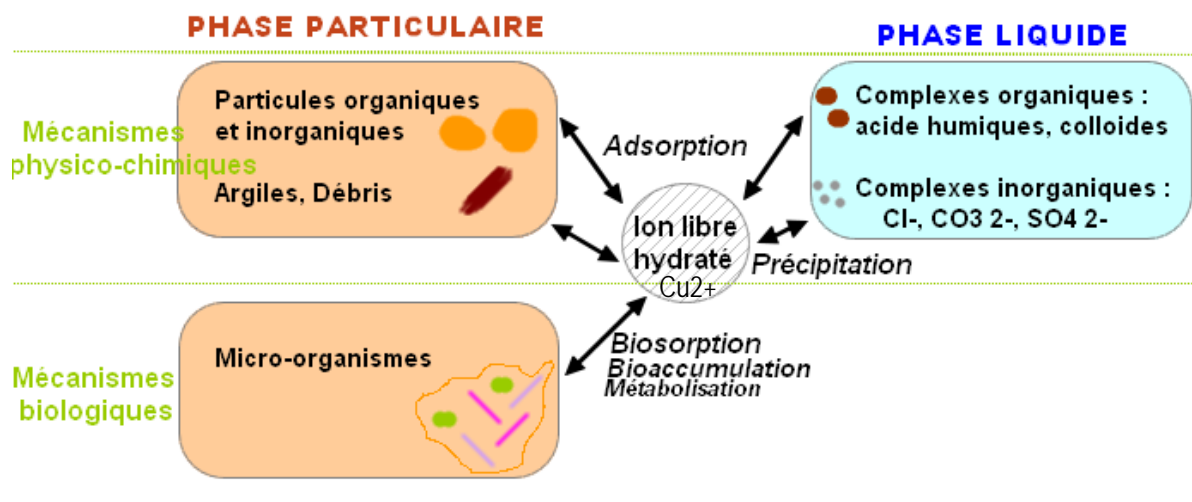 PHASE PARTICULAIRE
PHASE LIQUIDE
Mécanismes
physico-chimiques
Particules organiques
et inorganiques
Argiles, Débris
Adsorption
Complexes organiques :
acide humiques, colloides
Complexes inorganiques :
Cl-, CO3 2-, SO4 2-
Ion libre
hydraté
Cu2+
Précipitation
Mécanismes
biologiques
Micro-organismes
Biosorption
Bioaccumulation
Métabolisation